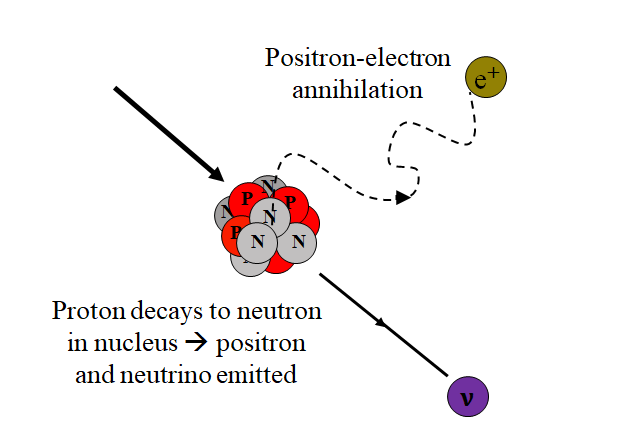 Positron-electron
annihilation
e+
N
P
P
N
N
P
N
N
Proton decays to neutron
in nucleus → positron
and neutrino emitted
ν